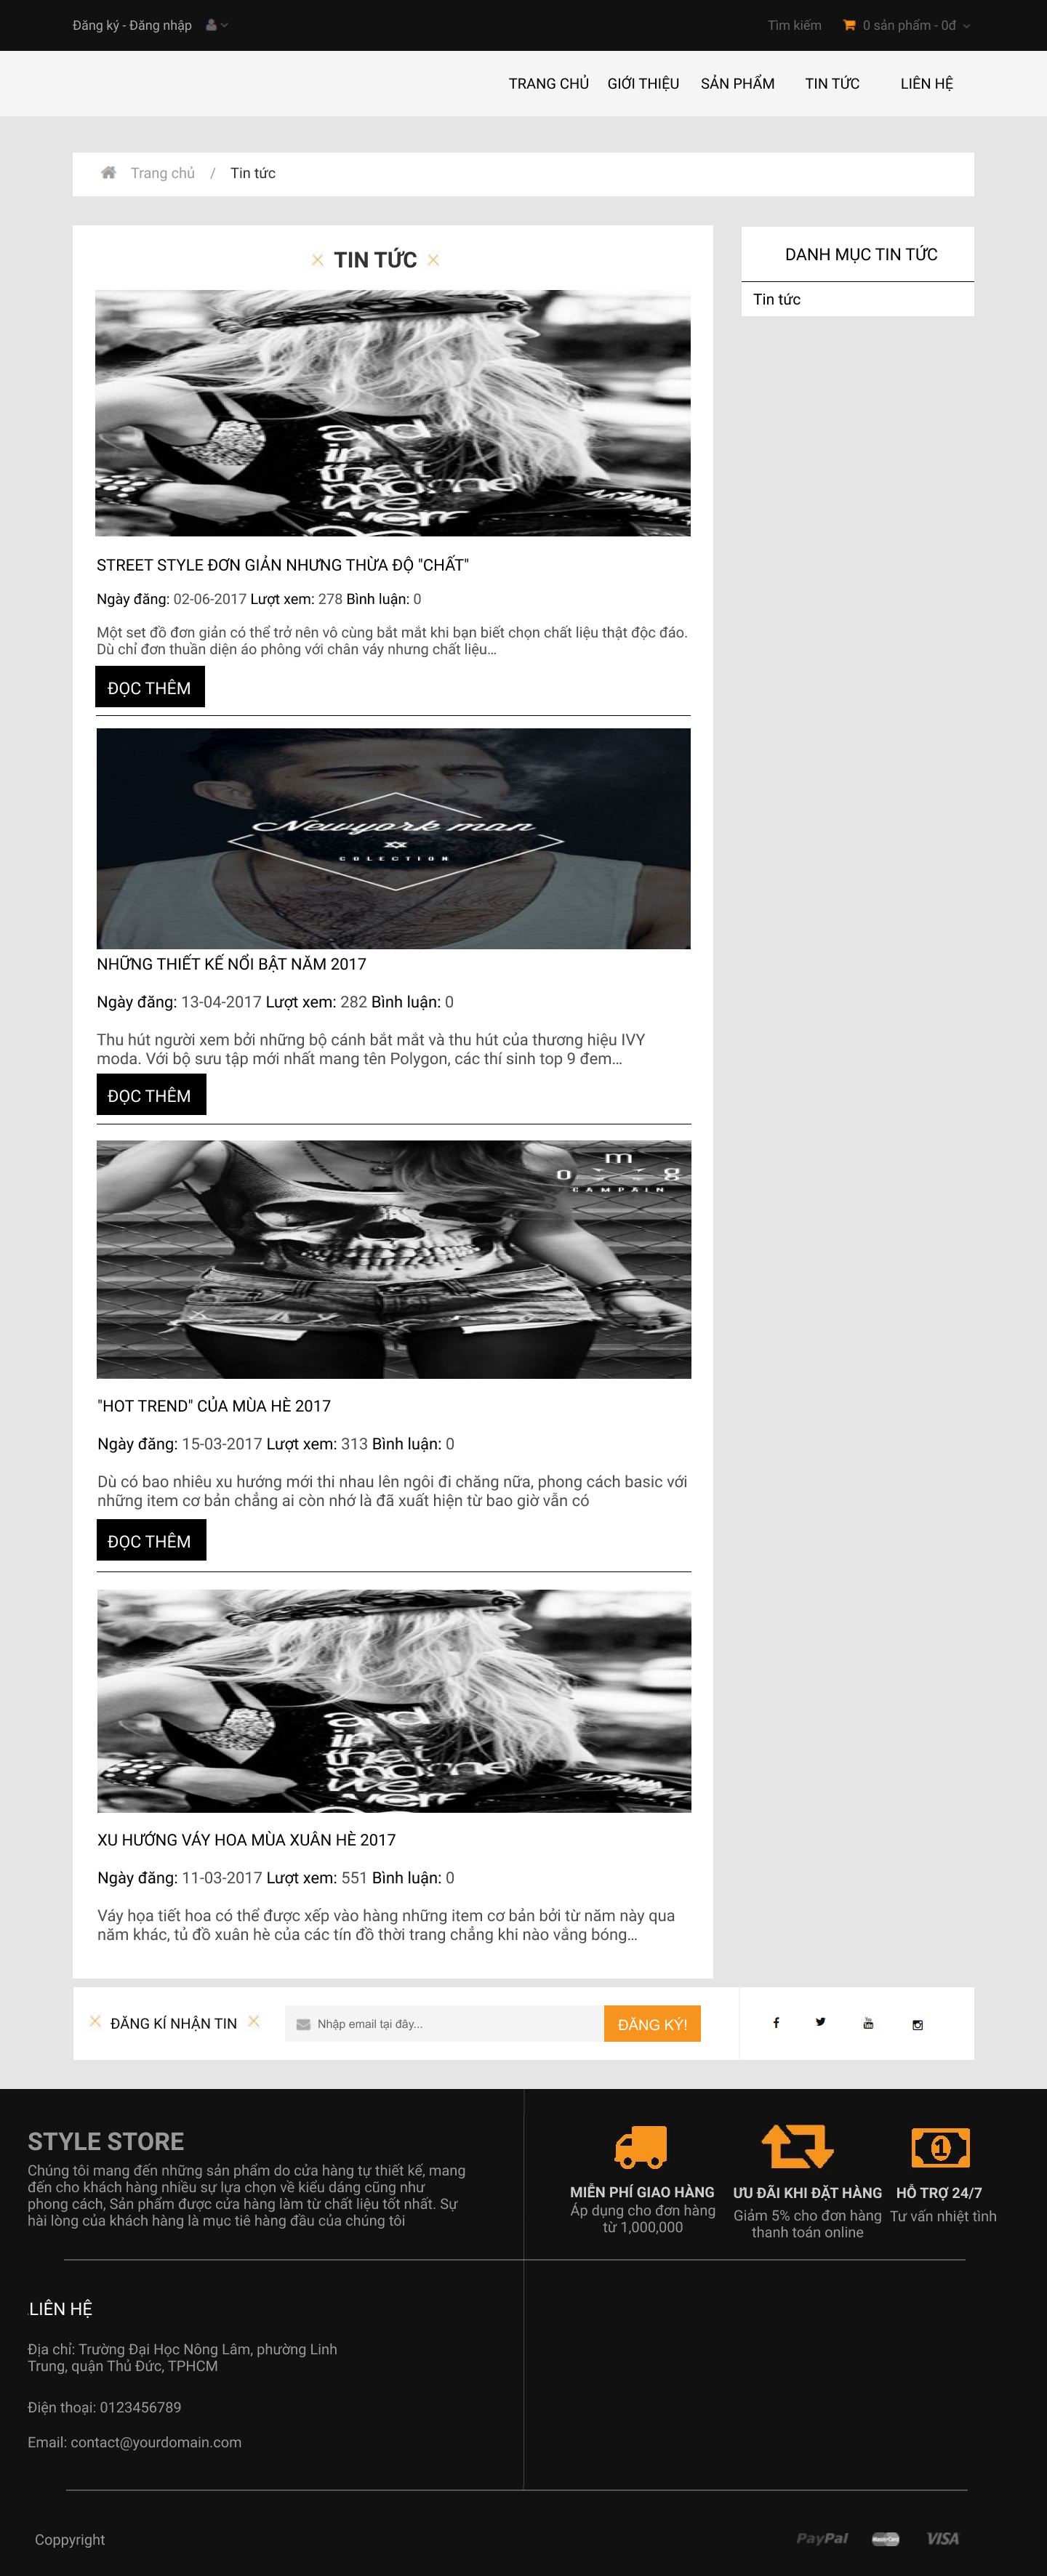 Đăng ký - Đăng nhập
Tìm kiếm
0 sản phẩm - 0đ
TRANG CHỦ GIỚI THIỆU SẢN PHẨM TIN TỨC LIÊN HỆ
Trang chủ / Tin tức
TIN TỨC
DANH MỤC TIN TỨC
Tin tức
STREET STYLE ĐƠN GIẢN NHƯNG THỪA ĐỘ "CHẤT"
Ngày đăng: 02-06-2017 Lượt xem: 278 Bình luận: 0
Một set đồ đơn giản có thể trở nên vô cùng bắt mắt khi bạn biết chọn chất liệu thật độc đáo.
Dù chỉ đơn thuần diện áo phông với chân váy nhưng chất liệu...
ĐỌC THÊM
Newyork man
COLECTION
NHỮNG THIẾT KẾ NỔI BẬT NĂM 2017
Ngày đăng: 13-04-2017 Lượt xem: 282 Bình luận: 0
Thu hút người xem bởi những bộ cánh bắt mắt và thu hút của thương hiệu IVY
moda. Với bộ sưu tập mới nhất mang tên Polygon, các thí sinh top 9 đem...
ĐỌC THÊM
m
o 8
CAMPAIN
"HOT TREND" CỦA MÙA HÈ 2017
Ngày đăng: 15-03-2017 Lượt xem: 313 Bình luận: 0
Dù có bao nhiêu xu hướng mới thi nhau lên ngôi đi chăng nữa, phong cách basic với
những item cơ bản chẳng ai còn nhớ là đã xuất hiện từ bao giờ vẫn có
ĐỌC THÊM
XU HƯỚNG VÁY HOA MÙA XUÂN HÈ 2017
Ngày đăng: 11-03-2017 Lượt xem: 551 Bình luận: 0
Váy họa tiết hoa có thể được xếp vào hàng những item cơ bản bởi từ năm này qua
năm khác, tủ đồ xuân hè của các tín đồ thời trang chẳng khi nào vắng bóng...
ĐĂNG KÍ NHẬN TIN
Nhập email tại đây...
ĐĂNG KÝ!
STYLE STORE
Chúng tôi mang đến những sản phẩm do cửa hàng tự thiết kế, mang
đến cho khách hàng nhiều sự lựa chọn về kiểu dáng cũng như
phong cách, Sản phẩm được cửa hàng làm từ chất liệu tốt nhất. Sự
hài lòng của khách hàng là mục tiê hàng đầu của chúng tôi
MIỄN PHÍ GIAO HÀNG
Áp dụng cho đơn hàng
từ 1,000,000
ƯU ĐÃI KHI ĐẶT HÀNG
Giảm 5% cho đơn hàng
thanh toán online
HỖ TRỢ 24/7
Tư vấn nhiệt tình
LIÊN HỆ
Địa chỉ: Trường Đại Học Nông Lâm, phường Linh
Trung, quận Thủ Đức, TPHCM
Điện thoại: 0123456789
Email: contact@yourdomain.com
Coppyright
PayPal MasterCard VISA